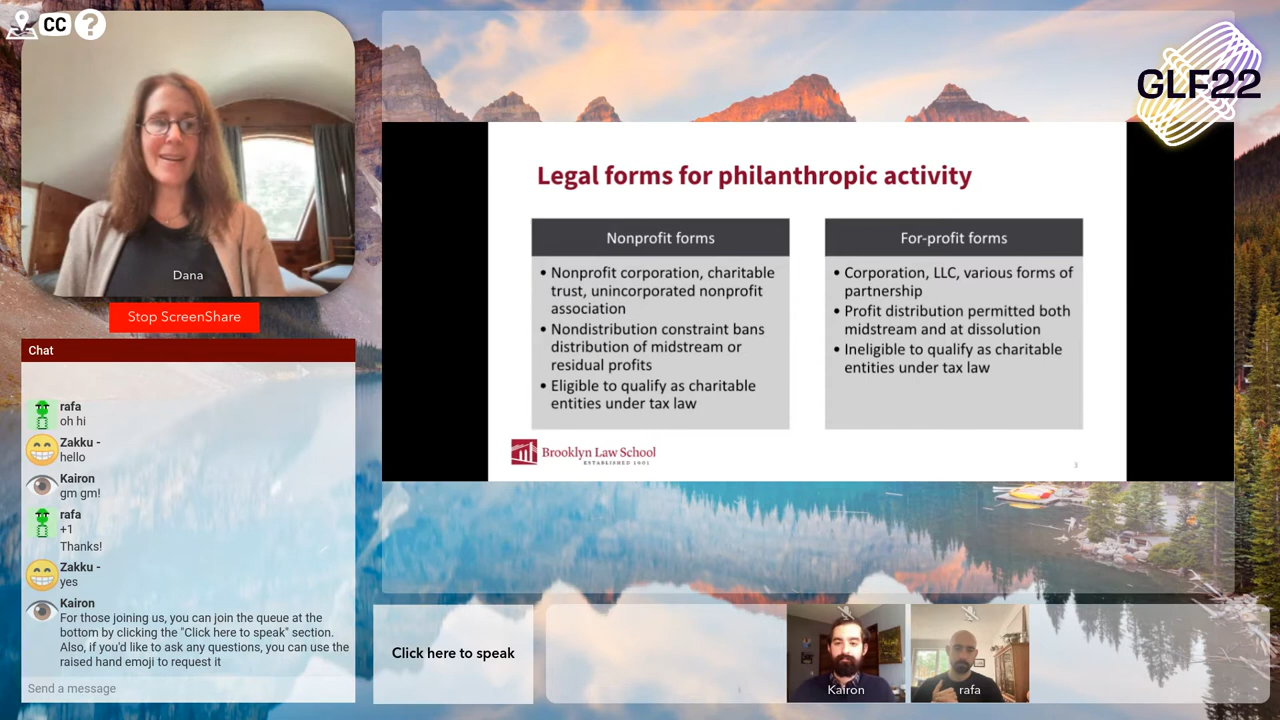 CC
?
Dana
Stop ScreenShare
Chat
rafa
oh hi
Zakku -
hello
Kairon
gm gm!
rafa
+1
Thanks!
Zakku -
yes
Kairon
For those joining us, you can join the queue at the
bottom by clicking the "Click here to speak" section.
Also, if you'd like to ask any questions, you can use the
raised hand emoji to request it
Send a message
GLF22
Legal forms for philanthropic activity
Nonprofit forms
• Nonprofit corporation, charitable
trust, unincorporated nonprofit
association
• Nondistribution constraint bans
distribution of midstream or
residual profits
• Eligible to qualify as charitable
entities under tax law
For-profit forms
• Corporation, LLC, various forms of
partnership
• Profit distribution permitted both
midstream and at dissolution
• Ineligible to qualify as charitable
entities under tax law
Brooklyn Law School
ESTABLISHED 1901
3
Click here to speak
Kairon
rafa